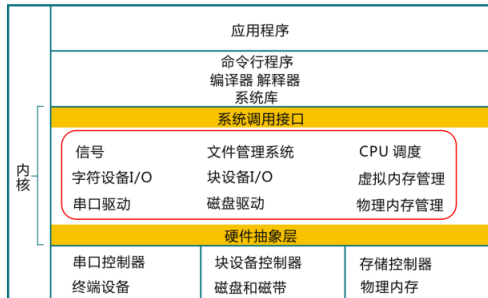 应用程序
命令行程序
编译器 解释器
系统库
系统调用接口
内核
信号 文件管理系统 CPU 调度
字符设备I/O 块设备I/O 虚拟内存管理
串口驱动 磁盘驱动 物理内存管理
硬件抽象层
串口控制器 块设备控制器 存储控制器
终端设备 磁盘和磁带 物理内存